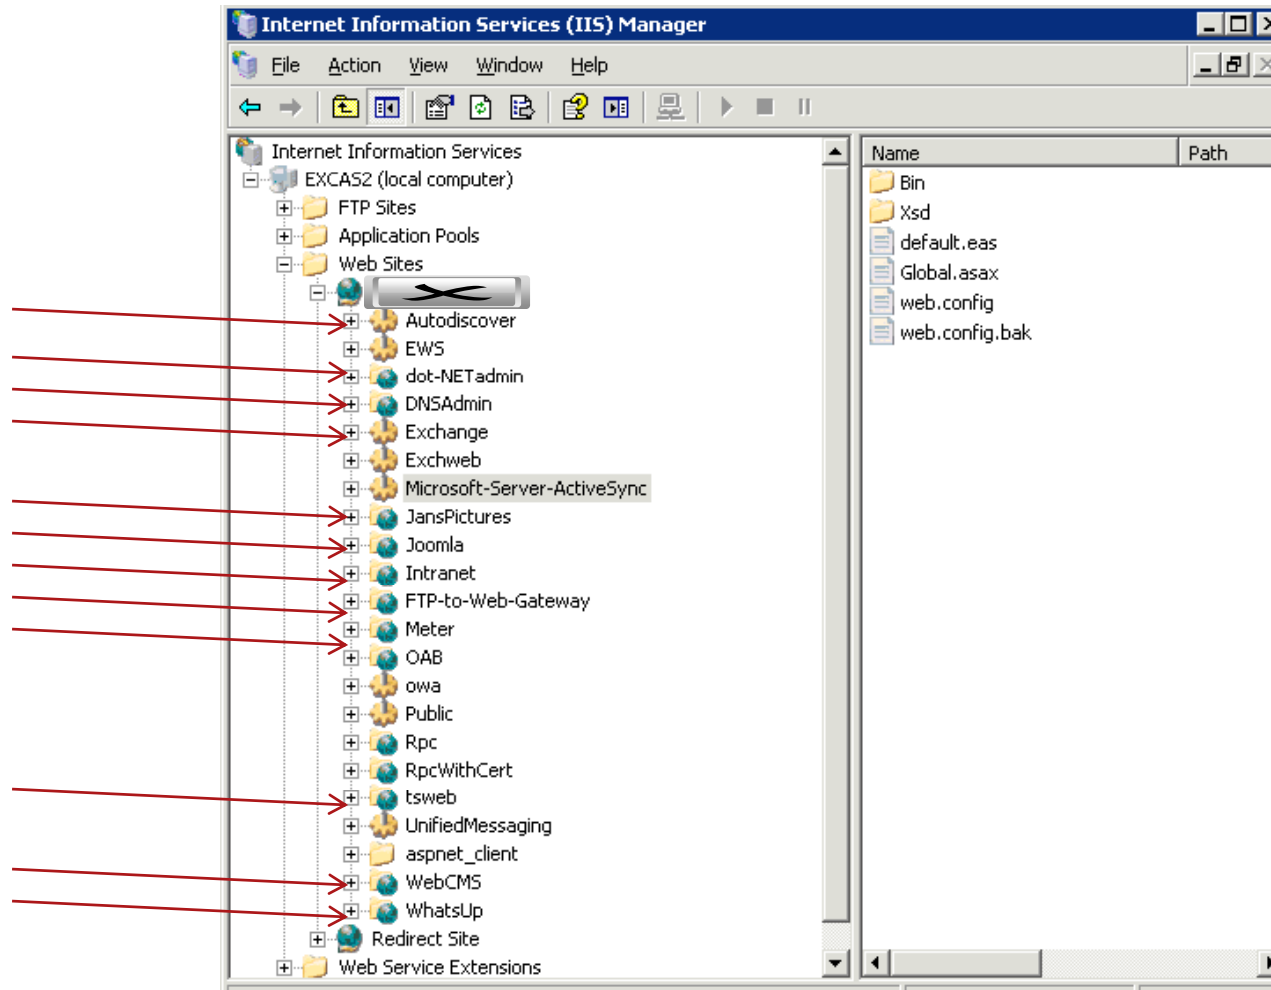 Internet Information Services (IIS) Manager
File Action View Window Help
Internet Information Services
EXCAS2 (local computer)
FTP Sites
Application Pools
Web Sites
Autodiscover
EWS
dot-NETadmin
DNSAdmin
Exchange
Exchweb
Microsoft-Server-ActiveSync
JansPictures
Joomla
Intranet
FTP-to-Web-Gateway
Meter
OAB
owa
Public
Rpc
RpcWithCert
tsweb
UnifiedMessaging
aspnet_client
WebCMS
WhatsUp
Redirect Site
Web Service Extensions
Name Path
Bin
Xsd
default.eas
Global.asax
web.config
web.config.bak